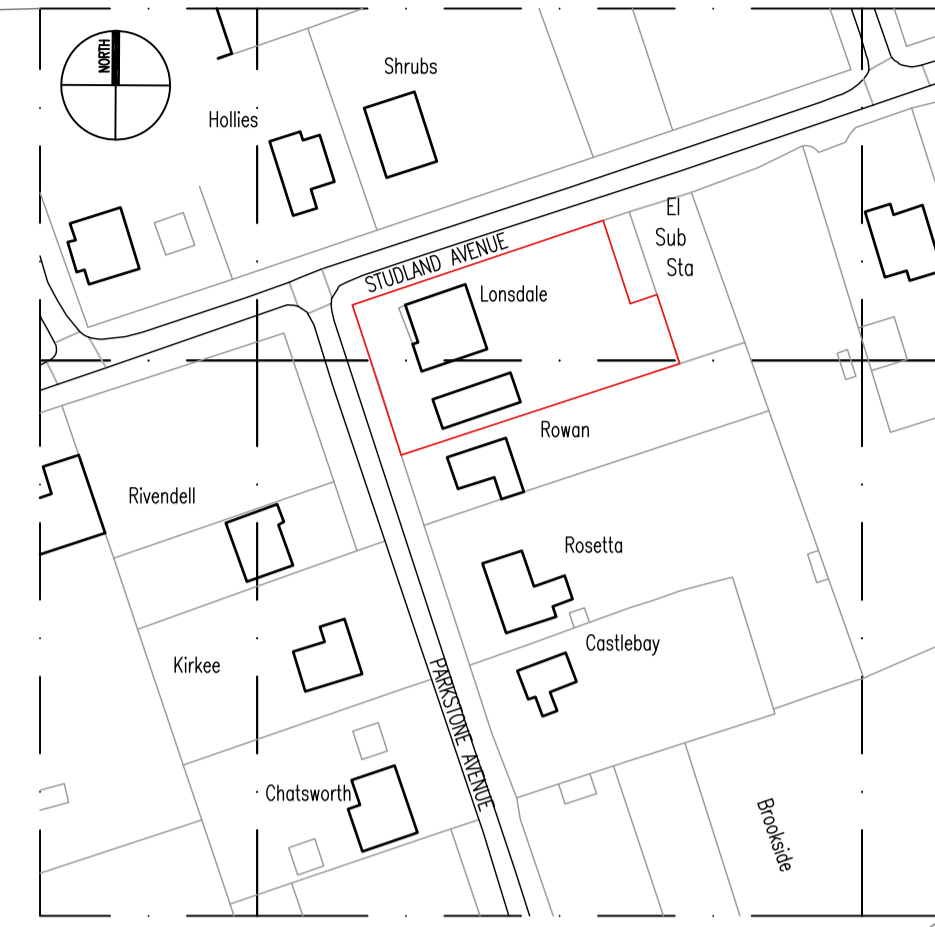 NORTH
Shrubs
Hollies
El
Sub
Sta
STUDLAND AVENUE
Lonsdale
Rowan
Rivendell
Rosetta
Castlebay
Kirkee
PARKSTONE AVENUE
Chatsworth
Brookside